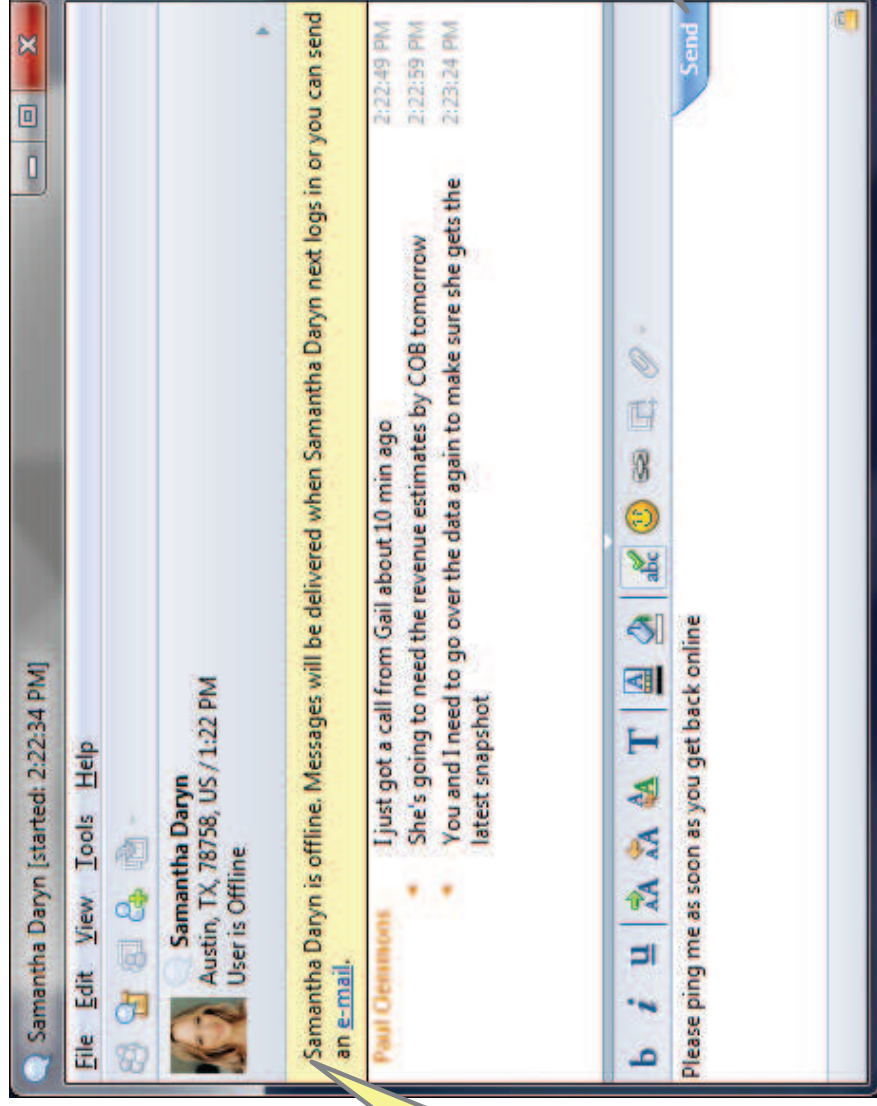 Samantha Daryn [started: 2:22:34 PM]
File Edit View Tools Help
Samantha Daryn
Austin, TX, 78758, US / 1:22 PM
User is Offline
Samantha Daryn is offline. Messages will be delivered when Samantha Daryn next logs in or you can send
an e-mail.
Paul Clemmons I just got a call from Gail about 10 min ago 2:22:49 PM
She's going to need the revenue estimates by COB tomorrow 2:22:59 PM
You and I need to go over the data again to make sure she gets the 2:23:24 PM
latest snapshot
b i u AA AA AA T A abc
Please ping me as soon as you get back online
Send